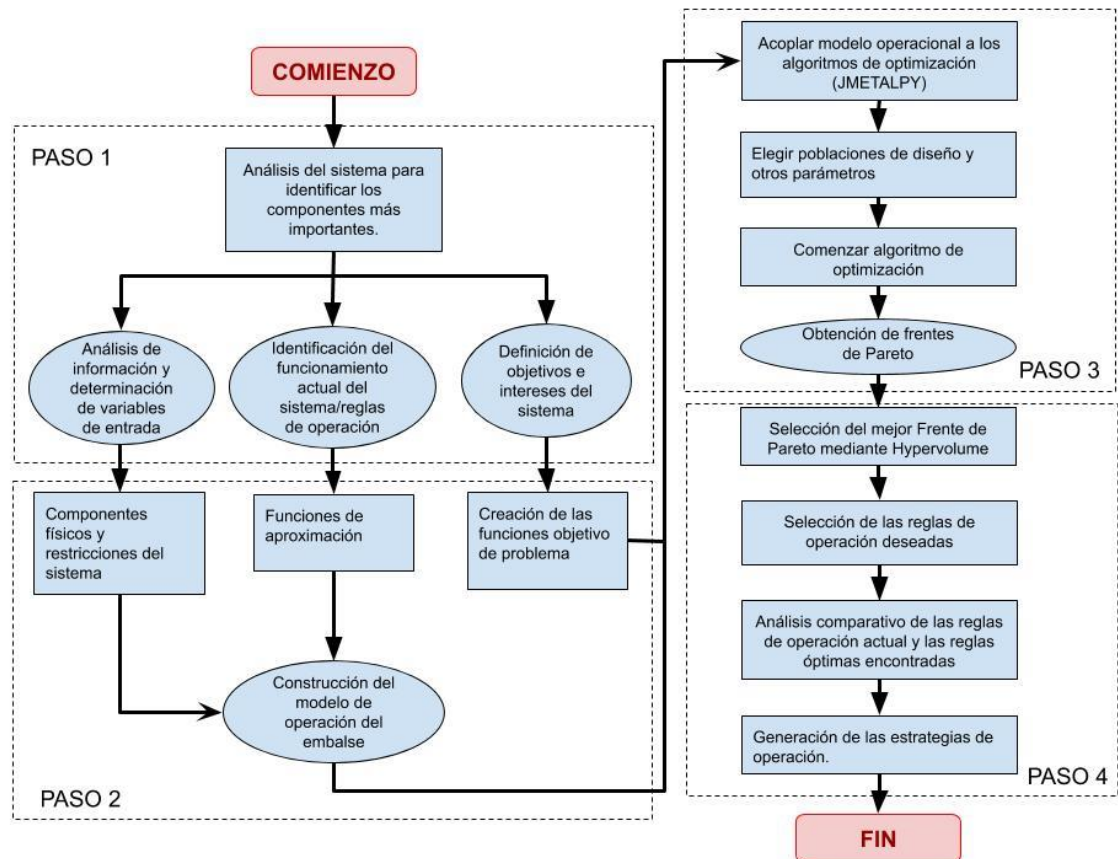 COMIENZO
PASO 1
Análisis del sistema para
identificar los
componentes más
importantes.
Análisis de
información y
determinación
de variables
de entrada
Identificación del
funcionamiento
actual del
sistema/reglas
de operación
Definición de
objetivos e
intereses del
sistema
Componentes
físicos y
restricciones del
sistema
Funciones de
aproximación
Creación de las
funciones objetivo
de problema
Construcción del
modelo de
operación del
embalse
PASO 2
Acoplar modelo operacional a los
algoritmos de optimización
(JMETALPY)
Elegir poblaciones de diseño y
otros parámetros
Comenzar algoritmo de
optimización
Obtención de frentes
de Pareto
PASO 3
Selección del mejor Frente de
Pareto mediante Hypervolume
Selección de las reglas de
operación deseadas
Análisis comparativo de las reglas
de operación actual y las reglas
óptimas encontradas
Generación de las estrategias de
operación.
PASO 4
FIN